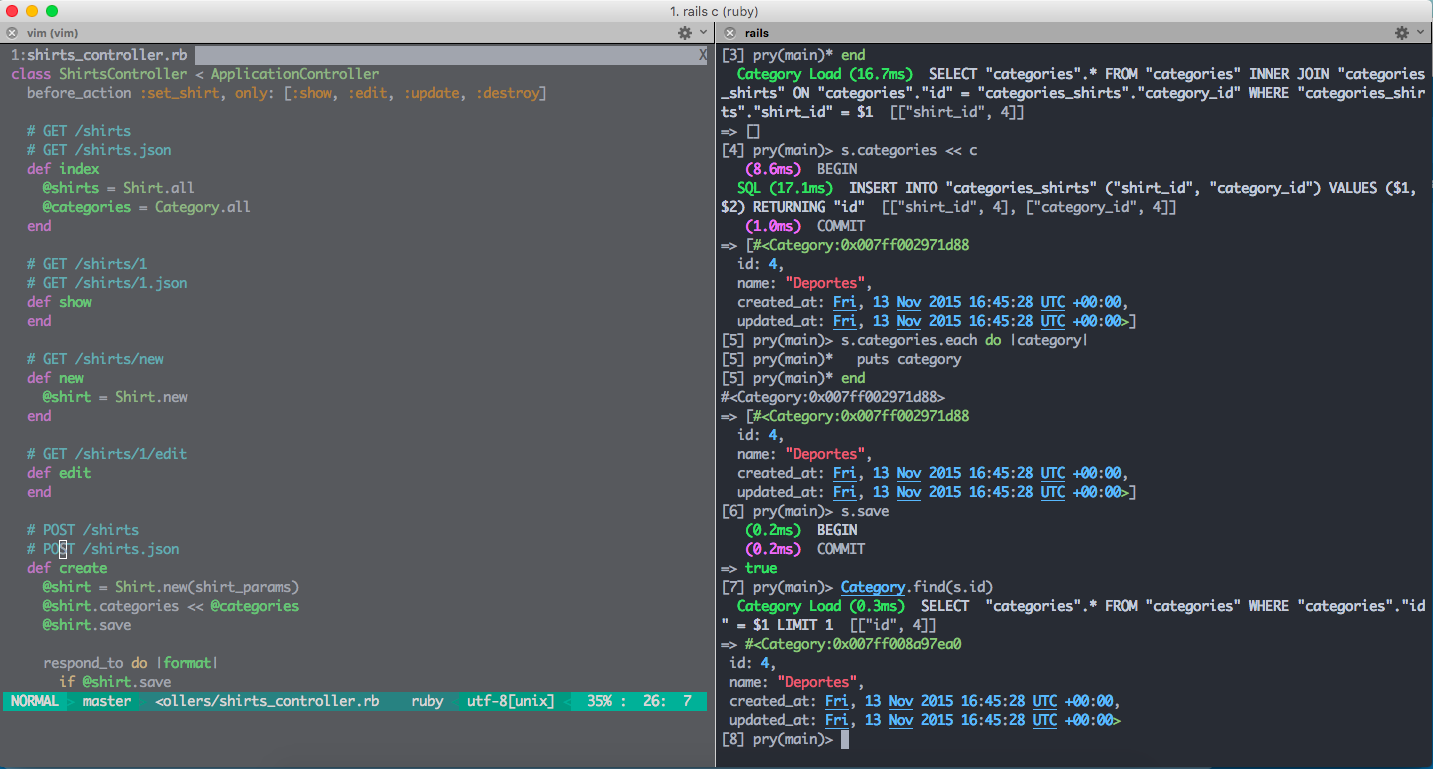 1. rails c (ruby)
vim (vim)
1:shirts_controller.rb X
class ShirtsController < ApplicationController
before_action :set_shirt, only: [:show, :edit, :update, :destroy]
# GET /shirts
# GET /shirts.json
def index
@shirts = Shirt.all
@categories = Category.all
end
# GET /shirts/1
# GET /shirts/1.json
def show
end
# GET /shirts/new
def new
@shirt = Shirt.new
end
# GET /shirts/1/edit
def edit
end
# POST /shirts
# POST /shirts.json
def create
@shirt = Shirt.new(shirt_params)
@shirt.categories << @categories
@shirt.save
respond_to do |format|
if @shirt.save
NORMAL master <ollers/shirts_controller.rb ruby utf-8[unix] 35% : 26: 7
rails
[3] pry(main)* end
Category Load (16.7ms) SELECT "categories".* FROM "categories" INNER JOIN "categories
_shirts" ON "categories"."id" = "categories_shirts"."category_id" WHERE "categories_shir
ts"."shirt_id" = $1 [["shirt_id", 4]]
=> []
[4] pry(main)> s.categories << c
(8.6ms) BEGIN
SQL (17.1ms) INSERT INTO "categories_shirts" ("shirt_id", "category_id") VALUES ($1,
$2) RETURNING "id" [["shirt_id", 4], ["category_id", 4]]
(1.0ms) COMMIT
=> [#<Category:0x007ff002971d88
id: 4,
name: "Deportes",
created_at: Fri, 13 Nov 2015 16:45:28 UTC +00:00,
updated_at: Fri, 13 Nov 2015 16:45:28 UTC +00:00>]
[5] pry(main)> s.categories.each do |category|
[5] pry(main)* puts category
[5] pry(main)* end
#<Category:0x007ff002971d88>
=> [#<Category:0x007ff002971d88
id: 4,
name: "Deportes",
created_at: Fri, 13 Nov 2015 16:45:28 UTC +00:00,
updated_at: Fri, 13 Nov 2015 16:45:28 UTC +00:00>]
[6] pry(main)> s.save
(0.2ms) BEGIN
(0.2ms) COMMIT
=> true
[7] pry(main)> Category.find(s.id)
Category Load (0.3ms) SELECT "categories".* FROM "categories" WHERE "categories"."id
" = $1 LIMIT 1 [["id", 4]]
=> #<Category:0x007ff008a97ea0
id: 4,
name: "Deportes",
created_at: Fri, 13 Nov 2015 16:45:28 UTC +00:00,
updated_at: Fri, 13 Nov 2015 16:45:28 UTC +00:00>
[8] pry(main)>